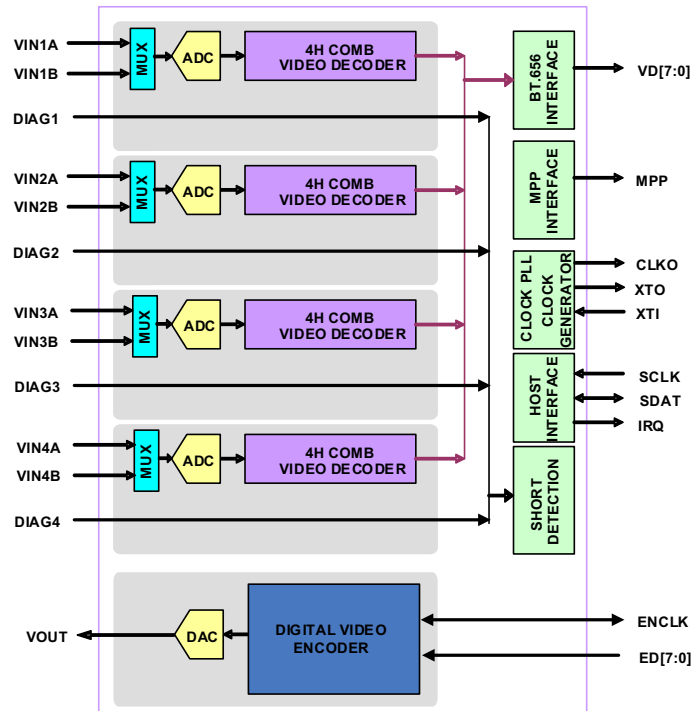 VIN1A
VIN1B
MUX
ADC
4H COMB
VIDEO DECODER
BT.656
INTERFACE
VD[7:0]
DIAG1
VIN2A
VIN2B
MUX
ADC
4H COMB
VIDEO DECODER
MPP
INTERFACE
MPP
DIAG2
VIN3A
VIN3B
MUX
ADC
4H COMB
VIDEO DECODER
CLOCK PLL
CLOCK
GENERATOR
CLKO
XTO
XTI
DIAG3
HOST
INTERFACE
SCLK
SDAT
IRQ
VIN4A
VIN4B
MUX
ADC
4H COMB
VIDEO DECODER
DIAG4
SHORT
DETECTION
VOUT
DAC
DIGITAL VIDEO
ENCODER
ENCLK
ED[7:0]